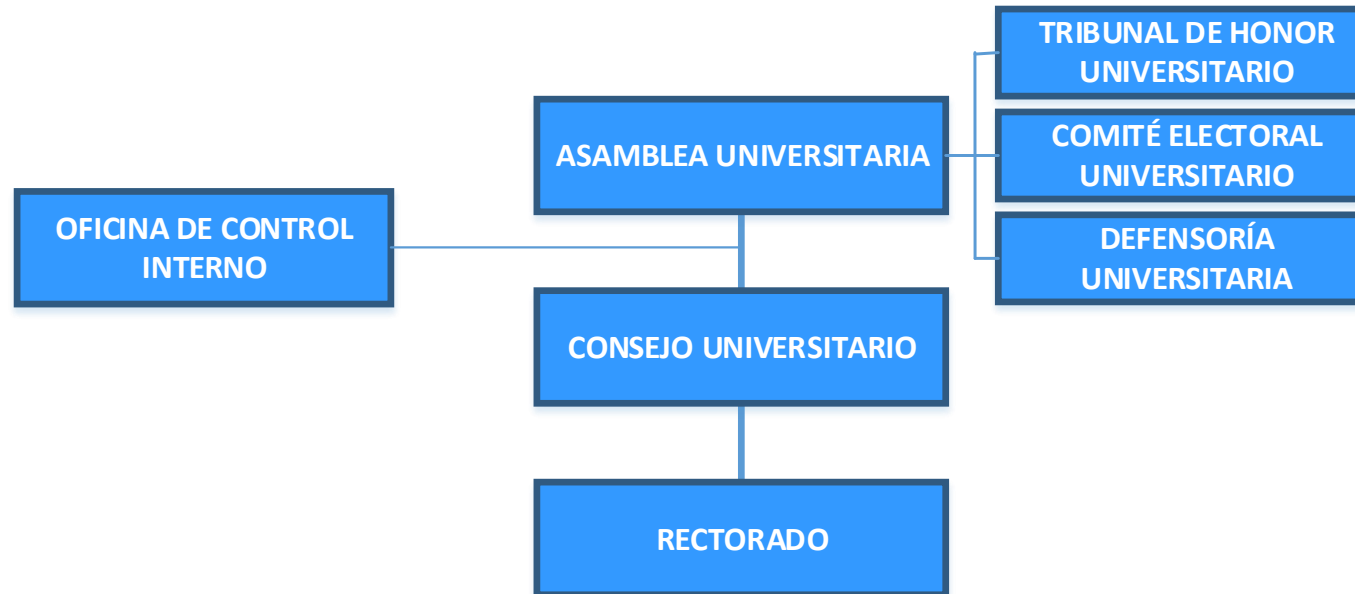 TRIBUNAL DE HONOR
UNIVERSITARIO
ASAMBLEA UNIVERSITARIA
COMITÉ ELECTORAL
UNIVERSITARIO
OFICINA DE CONTROL
INTERNO
DEFENSORÍA
UNIVERSITARIA
CONSEJO UNIVERSITARIO
RECTORADO